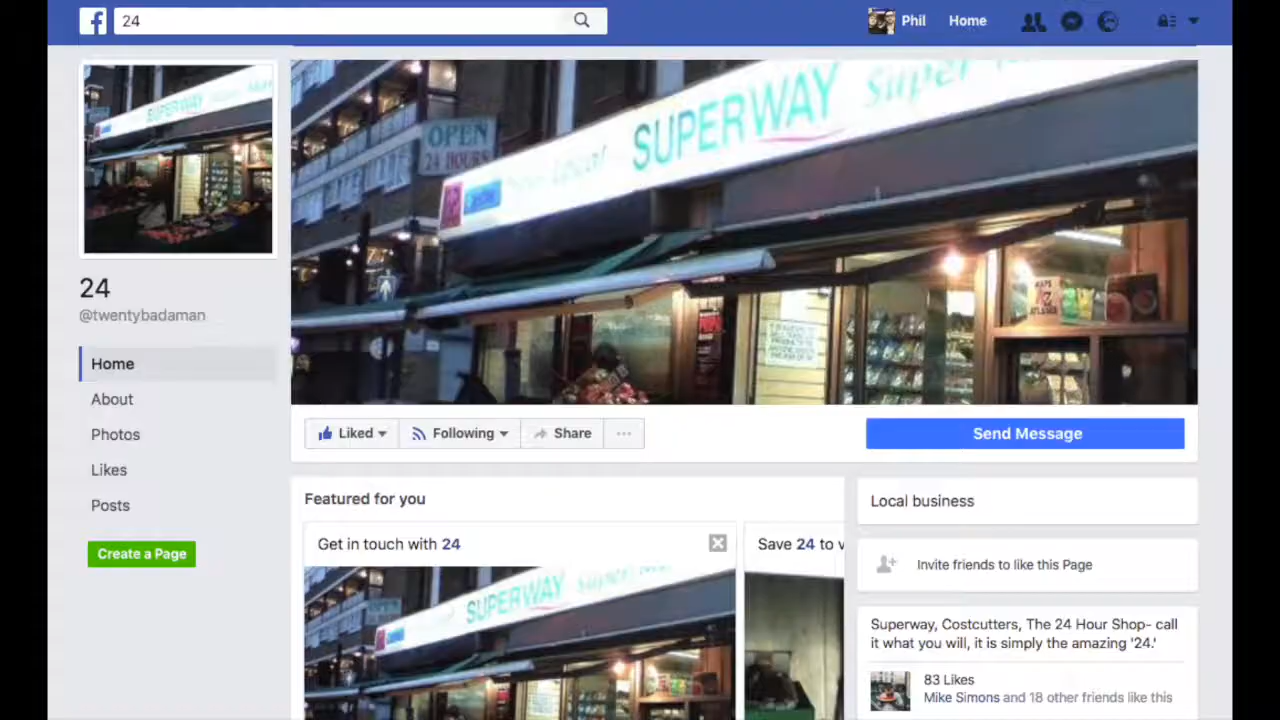 24
Phil
Home
OPEN
24 HOURS
SUPERWAY
24
@twentybadaman
Home
About
Photos
Likes
Posts
Create a Page
Liked
Following
Share
Send Message
Featured for you
Get in touch with 24
Save 24 to v
OPEN
SUPERWAY
Local business
Invite friends to like this Page
Superway, Costcutters, The 24 Hour Shop- call
it what you will, it is simply the amazing '24.'
83 Likes
Mike Simons and 18 other friends like this